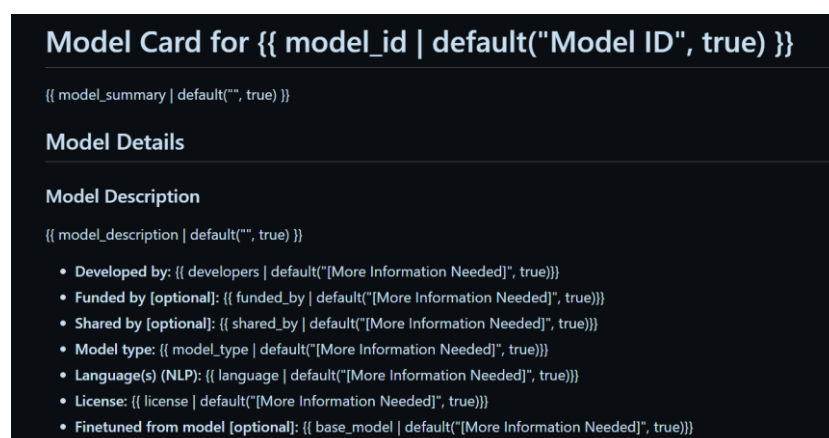 Model Card for {{ model_id | default("Model ID", true) }}
{{ model_summary | default("", true) }}
Model Details
Model Description
{{ model_description | default("", true) }}
• Developed by: {{ developers | default("[More Information Needed]", true)}}
• Funded by [optional]: {{ funded_by | default("[More Information Needed]", true)}}
• Shared by [optional]: {{ shared_by | default("[More Information Needed]", true)}}
• Model type: {{ model_type | default("[More Information Needed]", true)}}
• Language(s) (NLP): {{ language | default("[More Information Needed]", true)}}
• License: {{ license | default("[More Information Needed]", true)}}
• Finetuned from model [optional]: {{ base_model | default("[More Information Needed]", true)}}